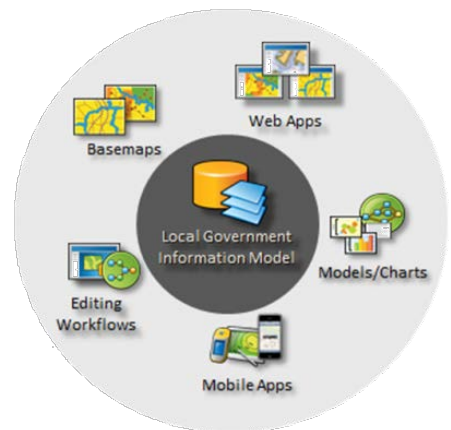 Web Apps
Basemaps
Local Government
Information Model
Models/Charts
Editing
Workflows
Mobile Apps